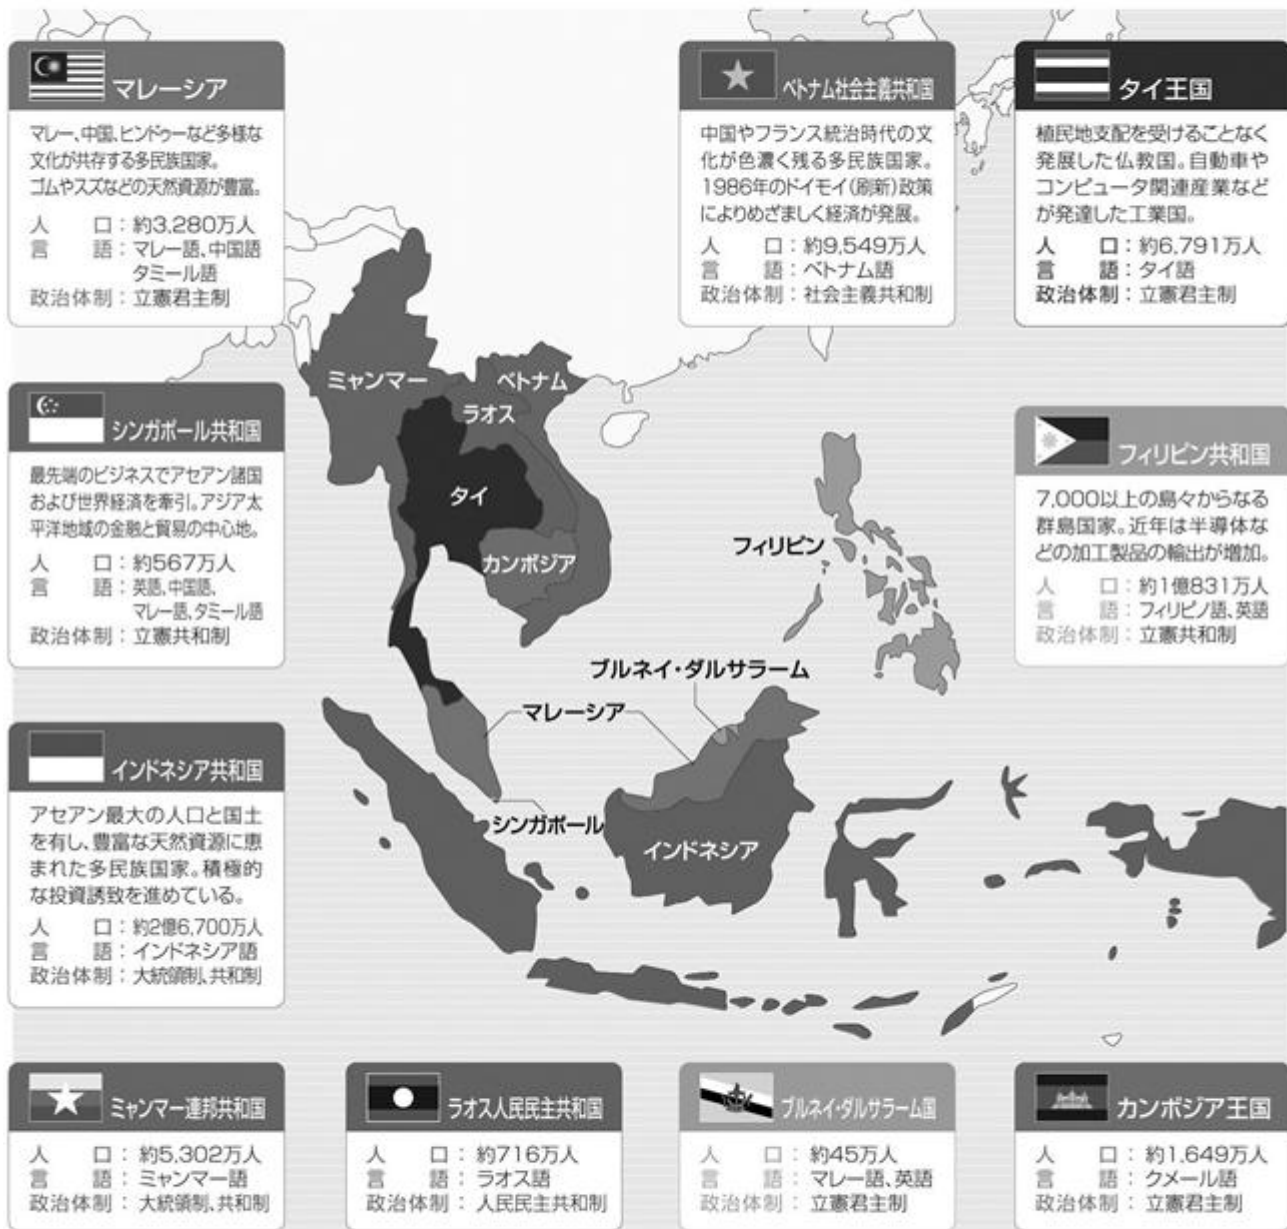 マレーシア
マレー、中国、ヒンドゥーなど多様な
文化が共存する多民族国家。
ゴムやスズなどの天然資源が豊富。
人口：約3,280万人
言語：マレー語、中国語
タミール語
政治体制：立憲君主制
ベトナム社会主義共和国
中国やフランス統治時代の文
化が色濃く残る多民族国家。
1986年のドイモイ（刷新）政策
によりめざましく経済が発展。
人口：約9,549万人
言語：ベトナム語
政治体制：社会主義共和制
タイ王国
植民地支配を受けることなく
発展した仏教国。自動車や
コンピュータ関連産業など
が発達した工業国。
人口：約6,791万人
言語：タイ語
政治体制：立憲君主制
シンガポール共和国
最先端のビジネスでアセアン諸国
および世界経済を牽引。アジア太
平洋地域の金融と貿易の中心地。
人口：約567万人
言語：英語、中国語、
マレー語、タミール語
政治体制：立憲共和制
フィリピン共和国
7,000以上の島々からなる
群島国家。近年は半導体な
どの加工製品の輸出が増加。
人口：約1億831万人
言語：フィリピノ語、英語
政治体制：立憲共和制
ミャンマー
ベトナム
ラオス
タイ
カンボジア
フィリピン
ブルネイ・ダルサラーム
マレーシア
シンガポール
インドネシア
インドネシア共和国
アセアン最大の人口と国土
を有し、豊富な天然資源に恵
まれた多民族国家。積極的
な投資誘致を進めている。
人口：約2億6,700万人
言語：インドネシア語
政治体制：大統領制、共和制
ミャンマー連邦共和国
人口：約5,302万人
言語：ミャンマー語
政治体制：大統領制、共和制
ラオス人民民主共和国
人口：約716万人
言語：ラオス語
政治体制：人民民主共和制
ブルネイ・ダルサラーム国
人口：約45万人
言語：マレー語、英語
政治体制：立憲君主制
カンボジア王国
人口：約1,649万人
言語：クメール語
政治体制：立憲君主制